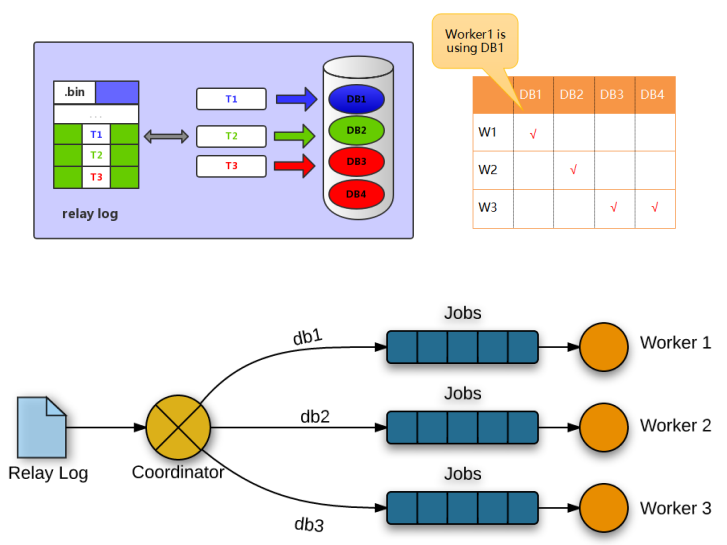 Worker1 is
using DB1
.bin
...
T1
T2
T3
relay log
T1
T2
T3
DB1
DB2
DB3
DB4
DB1 DB2 DB3 DB4
W1 √
W2 √
W3 √ √
Relay Log
Coordinator
db1
db2
db3
Jobs
Worker 1
Jobs
Worker 2
Jobs
Worker 3